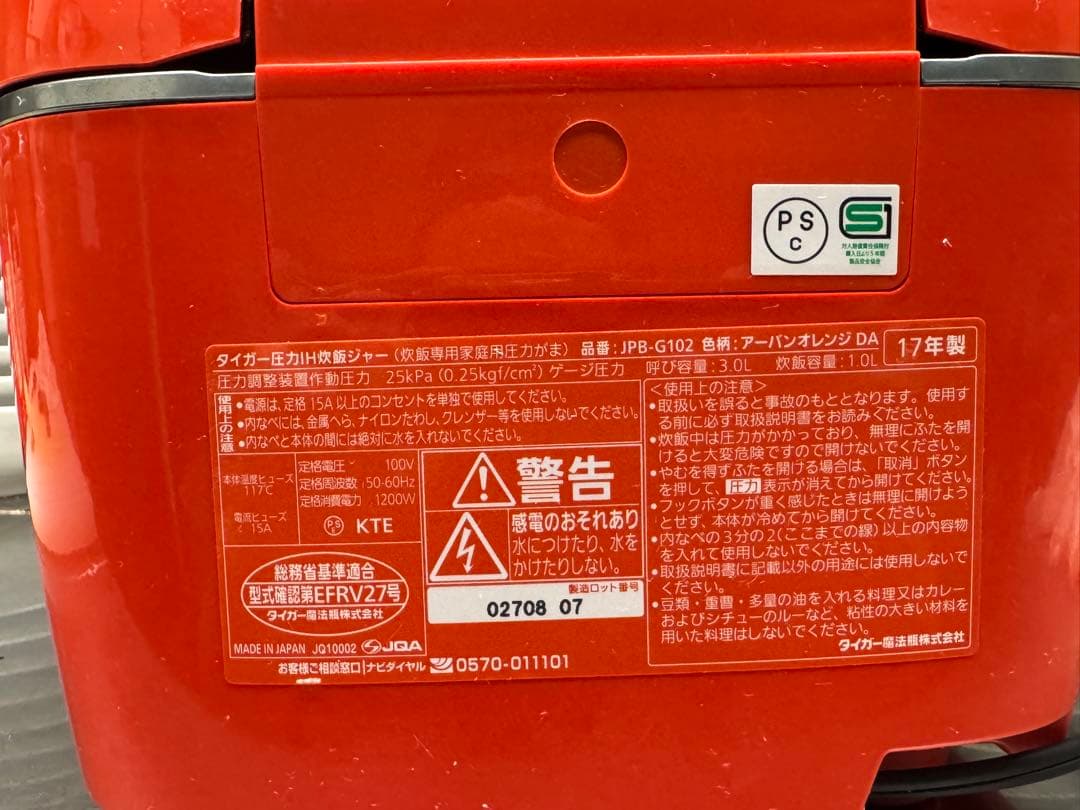 PS
C
S1
対人賠償責任保険付
購入日より5年間
製品安全協会
タイガー圧力IH炊飯ジャー (炊飯専用家庭用圧力がま) 品番:JPB-G102 色柄:アーバンオレンジDA 17年製
圧力調整装置作動圧力 25kPa (0.25kgf/cm²) ゲージ圧力 呼び容量:3.0L 炊飯容量:1.0L
使用上の注意
•電源は、定格15A以上のコンセントを単独で使用してください。
•内なべには、金属へら、ナイロンたわし、クレンザー等を使用しないでください。
•内なべと本体の間には絶対に水を入れないでください。
本体温度ヒューズ
117℃
電流ヒューズ
15A
定格電圧 : 100V
定格周波数 : 50-60Hz
定格消費電力 : 1200W
PS
E KTE
警告
感電のおそれあり
水につけたり、水を
かけたりしない。
総務省基準適合
型式確認第EFRV27号
タイガー魔法瓶株式会社
製造ロット番号
02708 07
MADE IN JAPAN JQ10002 JQA
お客様ご相談窓口 ナビダイヤル 0570-011101
<使用上の注意>
•取扱いを誤ると事故のもととなります。使用す
る前に必ず取扱説明書をお読みください。
•炊飯中は圧力がかかっており、無理にふたを開
けると大変危険ですので開けないでください。
•やむを得ずふたを開ける場合は、「取消」ボタン
を押して、圧力表示が消えてから開けてください。
•フックボタンが重く感じたときは無理に開けよう
とせず、本体が冷めてから開けてください。
•内なべの3分の2(ここまでの線)以上の内容物
を入れて使用しないでください。
•取扱説明書に記載以外の用途には使用しないで
ください。
•豆類・重曹・多量の油を入れる料理又はカレー
およびシチューのルーなど、粘性の大きい材料を
用いた料理はしないでください。
タイガー魔法瓶株式会社